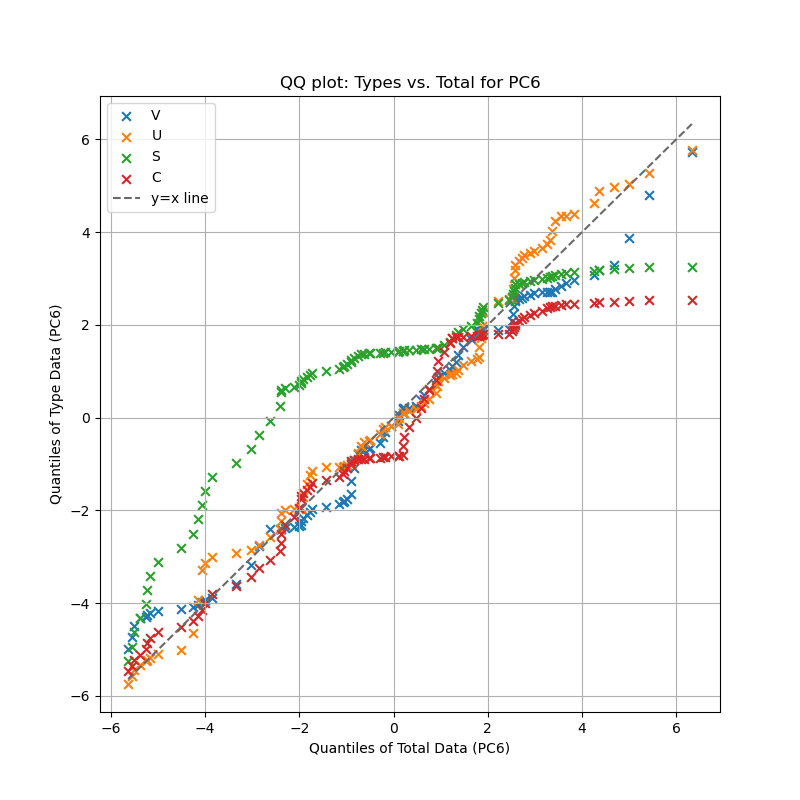 QQ plot: Types vs. Total for PC6
V
U
S
C
y=x line
6
4
2
0
−2
−4
−6
Quantiles of Type Data (PC6)
−6 −4 −2 0 2 4 6
Quantiles of Total Data (PC6)